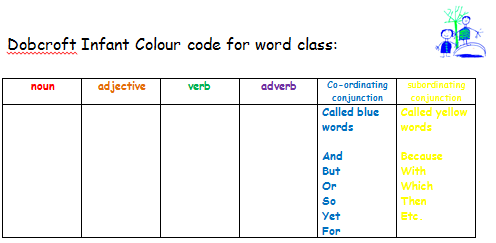 Dobcroft Infant Colour code for word class:
noun adjective verb adverb Co-ordinating conjunction subordinating conjunction
Called blue words
And
But
Or
So
Yet
For
Called yellow words
Because
With
Which
Then
Etc.